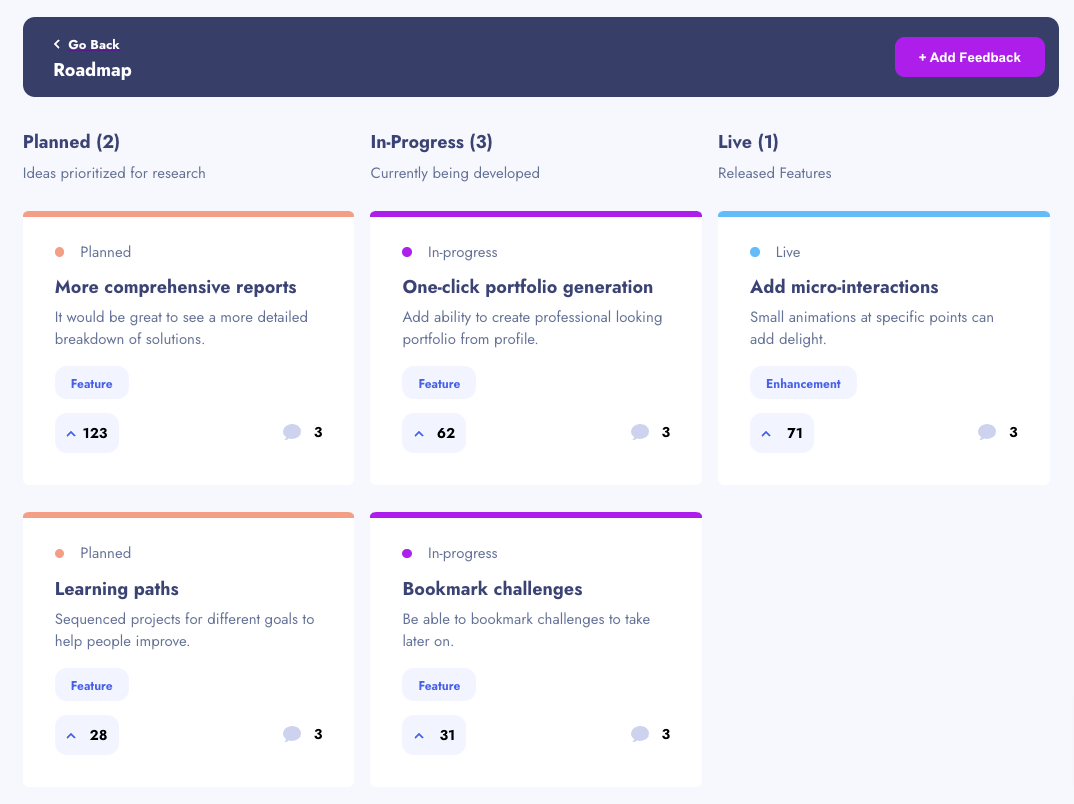 Go Back
Roadmap
+ Add Feedback
Planned (2)
Ideas prioritized for research
In-Progress (3)
Currently being developed
Live (1)
Released Features
Planned
More comprehensive reports
It would be great to see a more detailed
breakdown of solutions.
Feature
123
3
In-progress
One-click portfolio generation
Add ability to create professional looking
portfolio from profile.
Feature
62
3
Live
Add micro-interactions
Small animations at specific points can
add delight.
Enhancement
71
3
Planned
Learning paths
Sequenced projects for different goals to
help people improve.
Feature
28
3
In-progress
Bookmark challenges
Be able to bookmark challenges to take
later on.
Feature
31
3